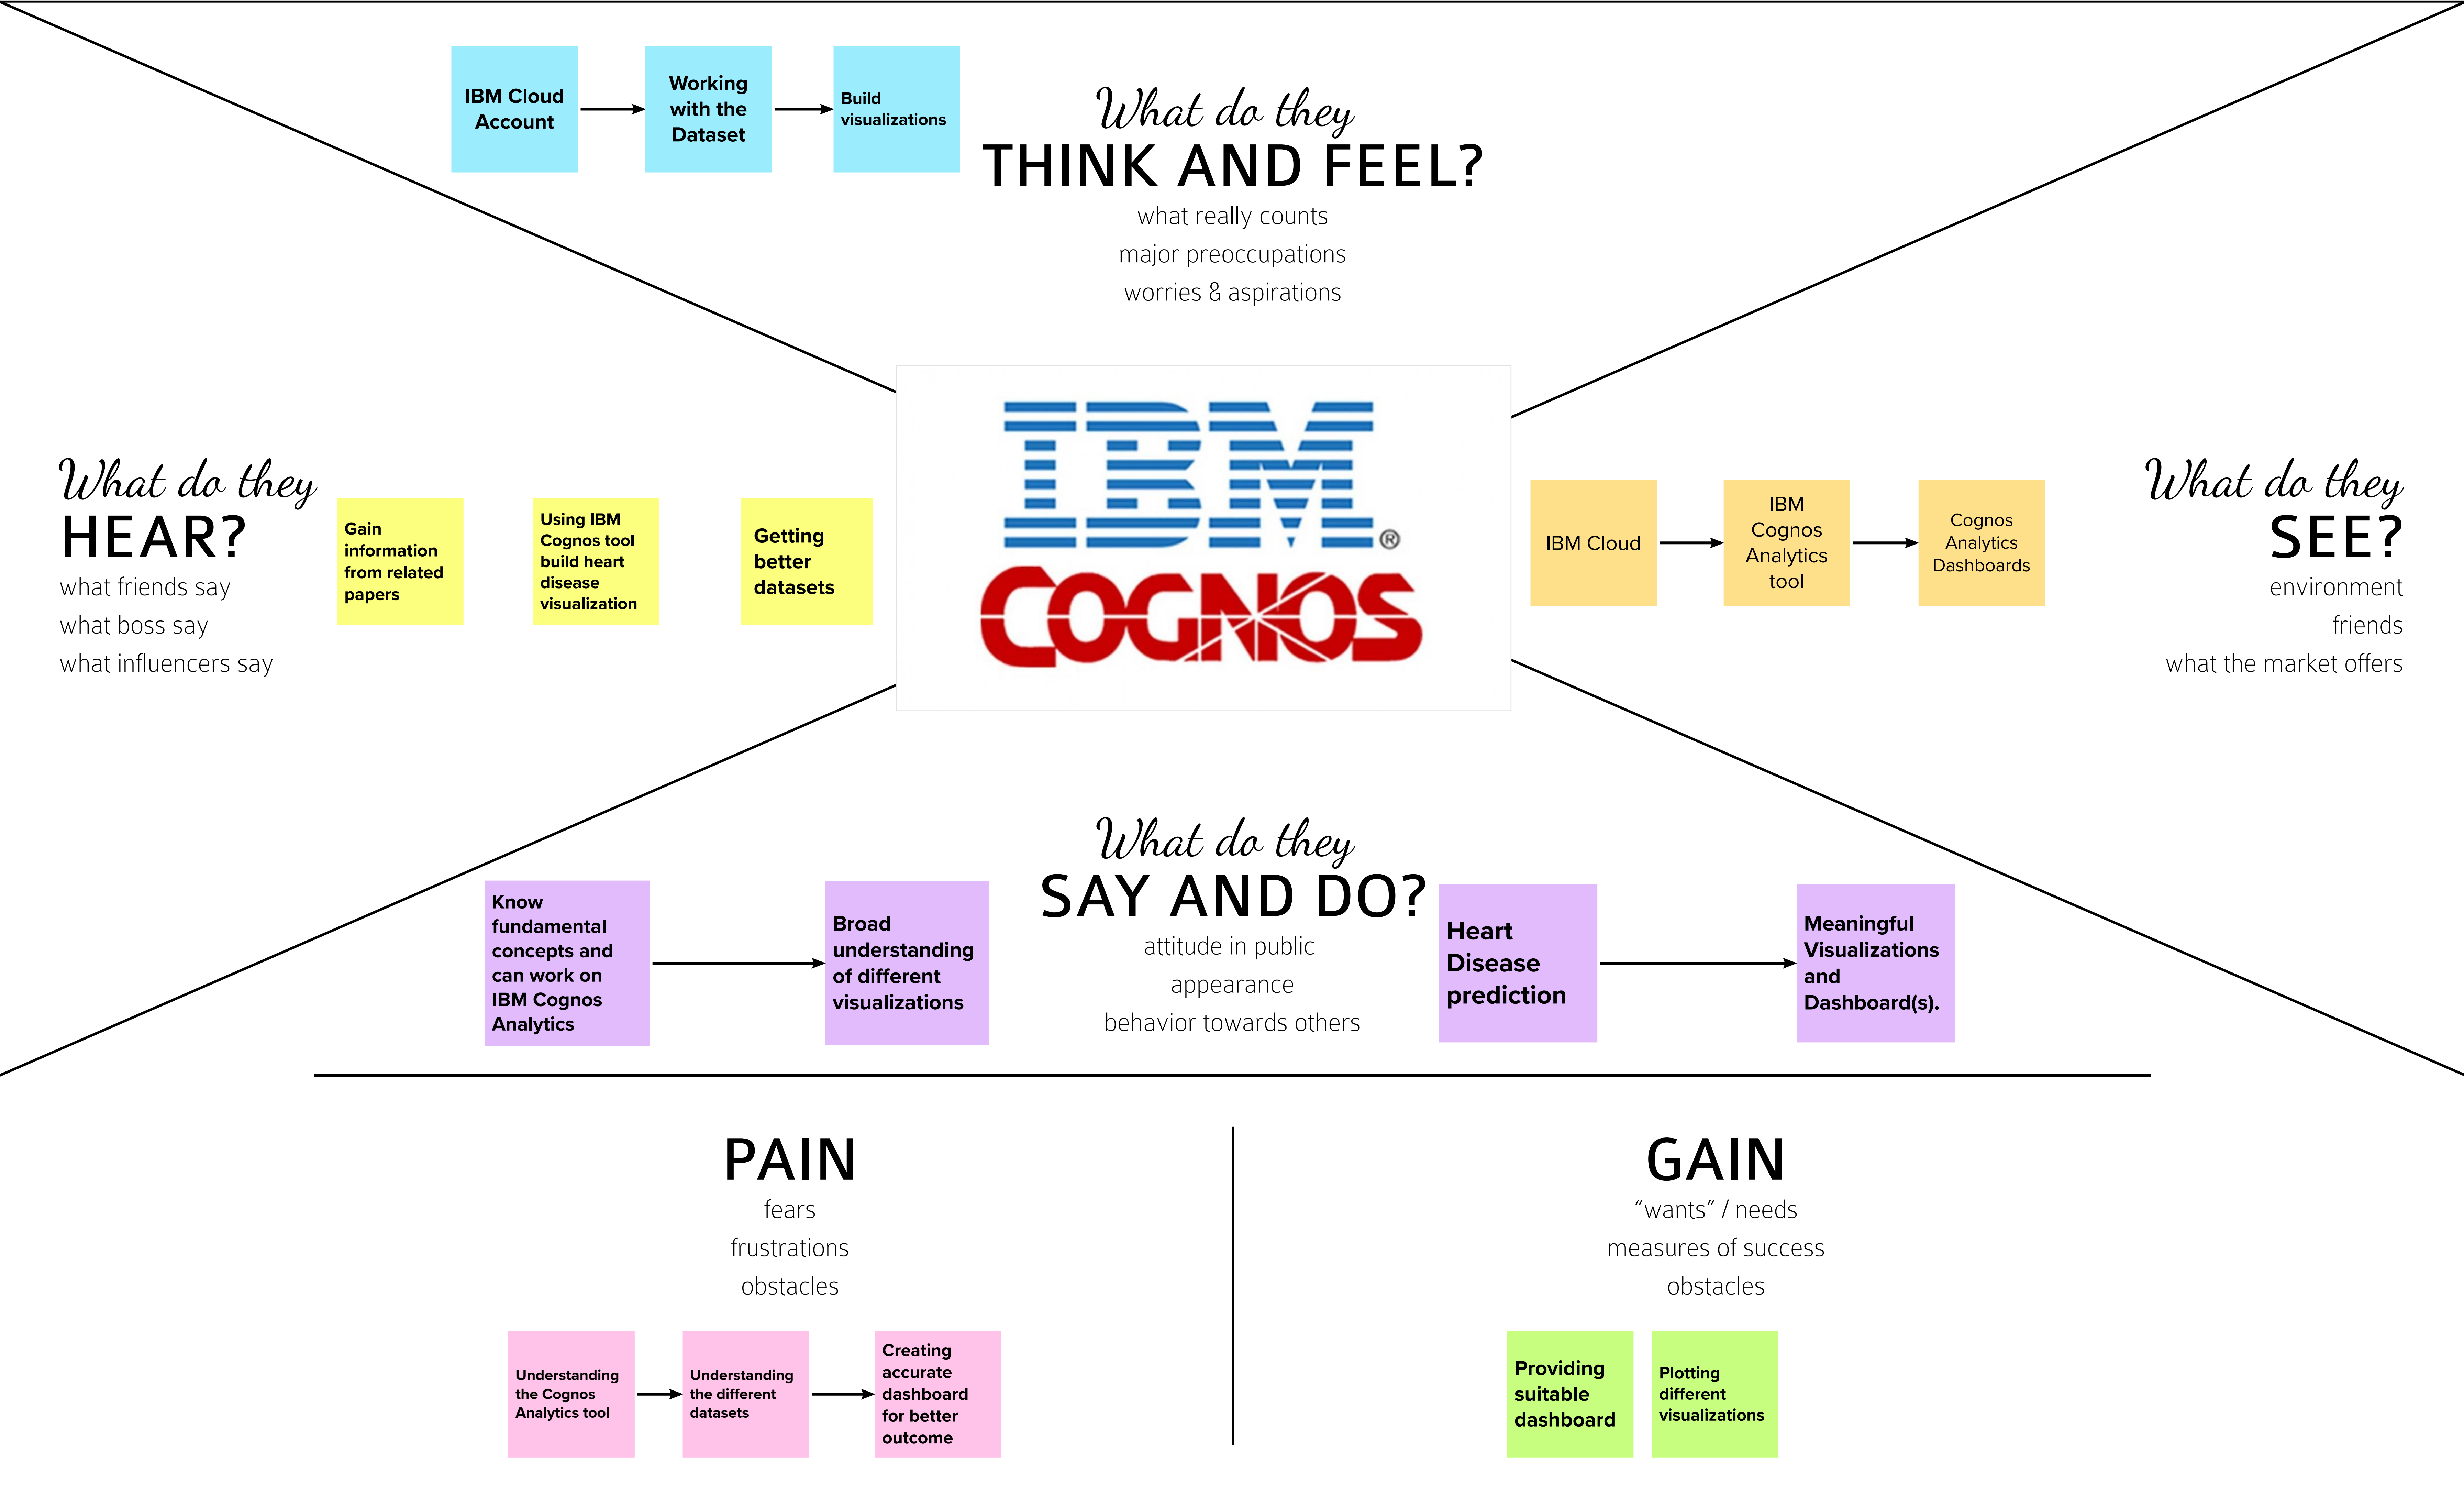 IBM Cloud
Account
Working
with the
Dataset
Build
visualizations
What do they
THINK AND FEEL?
what really counts
major preoccupations
worries & aspirations
What do they
HEAR?
what friends say
what boss say
what influencers say
Gain
information
from related
papers
Using IBM
Cognos tool
build heart
disease
visualization
Getting
better
datasets
IBM®
COGNOS
IBM Cloud
IBM
Cognos
Analytics
tool
Cognos
Analytics
Dashboards
What do they
SEE?
environment
friends
what the market offers
What do they
SAY AND DO?
attitude in public
appearance
behavior towards others
Know
fundamental
concepts and
can work on
IBM Cognos
Analytics
Broad
understanding
of different
visualizations
Heart
Disease
prediction
Meaningful
Visualizations
and
Dashboard(s).
PAIN
fears
frustrations
obstacles
Understanding
the Cognos
Analytics tool
Understanding
the different
datasets
Creating
accurate
dashboard
for better
outcome
GAIN
“wants” / needs
measures of success
obstacles
Providing
suitable
dashboard
Plotting
different
visualizations